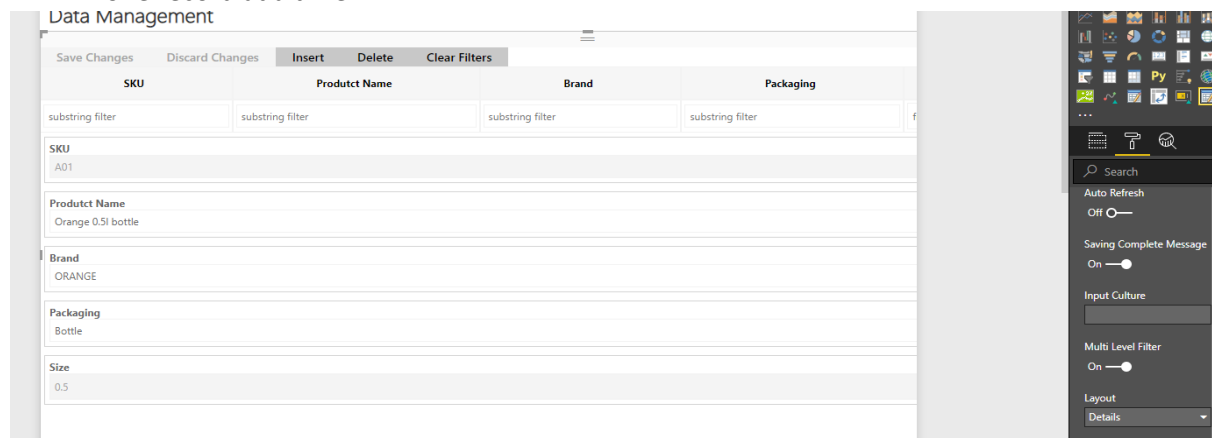 Data Management
Save Changes Discard Changes Insert Delete Clear Filters
SKU Produtct Name Brand Packaging
substring filter substring filter substring filter substring filter f
SKU
A01
Produtct Name
Orange 0.5l bottle
Brand
ORANGE
Packaging
Bottle
Size
0.5
Py
...
Search
Auto Refresh
Off
Saving Complete Message
On
Input Culture
Multi Level Filter
On
Layout
Details